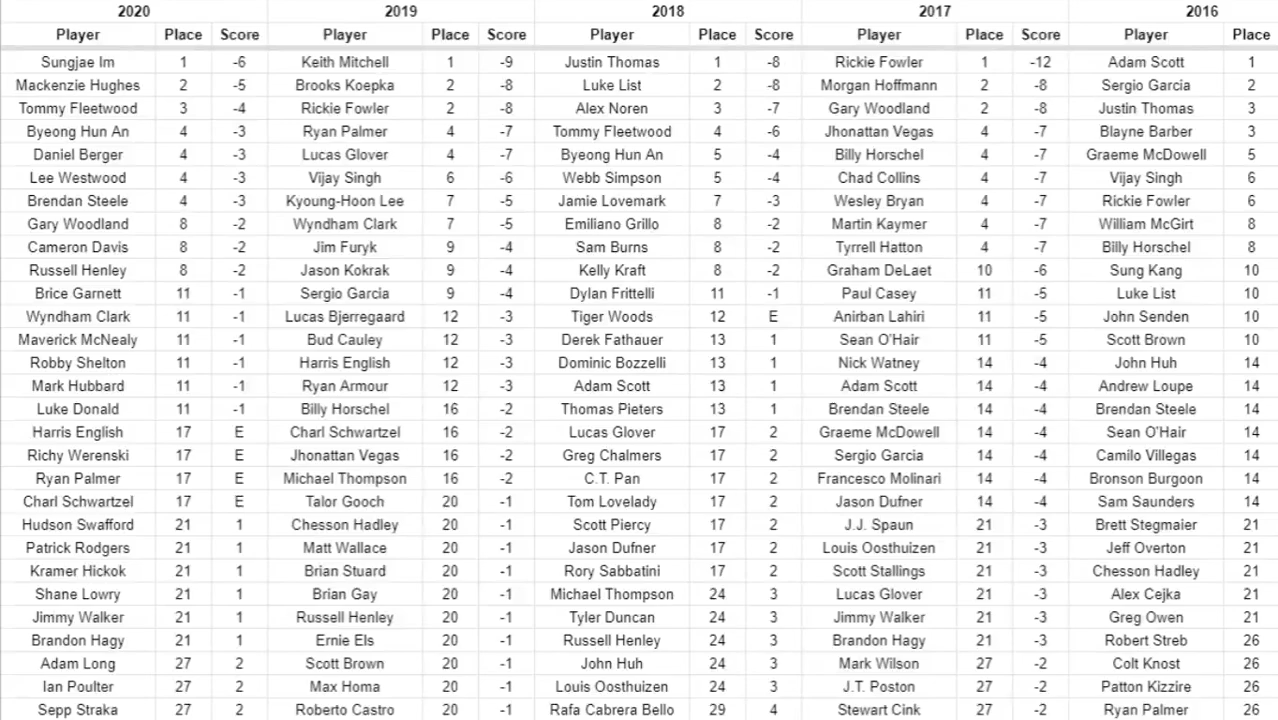 2020 2019 2018 2017 2016
Player Place Score Player Place Score Player Place Score Player Place Score Player Place
Sungjae Im 1 -6 Keith Mitchell 1 -9 Justin Thomas 1 -8 Rickie Fowler 1 -12 Adam Scott 1
Mackenzie Hughes 2 -5 Brooks Koepka 2 -8 Luke List 2 -8 Morgan Hoffmann 2 -8 Sergio Garcia 2
Tommy Fleetwood 3 -4 Rickie Fowler 2 -8 Alex Noren 3 -7 Gary Woodland 2 -8 Justin Thomas 3
Byeong Hun An 4 -3 Ryan Palmer 4 -7 Tommy Fleetwood 4 -6 Jhonattan Vegas 4 -7 Blayne Barber 3
Daniel Berger 4 -3 Lucas Glover 4 -7 Byeong Hun An 5 -4 Billy Horschel 4 -7 Graeme McDowell 5
Lee Westwood 4 -3 Vijay Singh 6 -6 Webb Simpson 5 -4 Chad Collins 4 -7 Vijay Singh 6
Brendan Steele 4 -3 Kyoung-Hoon Lee 7 -5 Jamie Lovemark 7 -3 Wesley Bryan 4 -7 Rickie Fowler 6
Gary Woodland 8 -2 Wyndham Clark 7 -5 Emiliano Grillo 8 -2 Martin Kaymer 4 -7 William McGirt 8
Cameron Davis 8 -2 Jim Furyk 9 -4 Sam Burns 8 -2 Tyrrell Hatton 4 -7 Billy Horschel 8
Russell Henley 8 -2 Jason Kokrak 9 -4 Kelly Kraft 8 -2 Graham DeLaet 10 -6 Sung Kang 10
Brice Garnett 11 -1 Sergio Garcia 9 -4 Dylan Frittelli 11 -1 Paul Casey 11 -5 Luke List 10
Wyndham Clark 11 -1 Lucas Bjerregaard 12 -3 Tiger Woods 12 E Anirban Lahiri 11 -5 John Senden 10
Maverick McNealy 11 -1 Bud Cauley 12 -3 Derek Fathauer 13 1 Sean O'Hair 11 -5 Scott Brown 10
Robby Shelton 11 -1 Harris English 12 -3 Dominic Bozzelli 13 1 Nick Watney 14 -4 John Huh 14
Mark Hubbard 11 -1 Ryan Armour 12 -3 Adam Scott 13 1 Adam Scott 14 -4 Andrew Loupe 14
Luke Donald 11 -1 Billy Horschel 16 -2 Thomas Pieters 13 1 Brendan Steele 14 -4 Brendan Steele 14
Harris English 17 E Charl Schwartzel 16 -2 Lucas Glover 17 2 Graeme McDowell 14 -4 Sean O'Hair 14
Richy Werenski 17 E Jhonattan Vegas 16 -2 Greg Chalmers 17 2 Sergio Garcia 14 -4 Camilo Villegas 14
Ryan Palmer 17 E Michael Thompson 16 -2 C.T. Pan 17 2 Francesco Molinari 14 -4 Bronson Burgoon 14
Charl Schwartzel 17 E Talor Gooch 20 -1 Tom Lovelady 17 2 Jason Dufner 14 -4 Sam Saunders 14
Hudson Swafford 21 1 Chesson Hadley 20 -1 Scott Piercy 17 2 J.J. Spaun 21 -3 Brett Stegmaier 21
Patrick Rodgers 21 1 Matt Wallace 20 -1 Jason Dufner 17 2 Louis Oosthuizen 21 -3 Jeff Overton 21
Kramer Hickok 21 1 Brian Stuard 20 -1 Rory Sabbatini 17 2 Scott Stallings 21 -3 Chesson Hadley 21
Shane Lowry 21 1 Brian Gay 20 -1 Michael Thompson 24 3 Lucas Glover 21 -3 Alex Cejka 21
Jimmy Walker 21 1 Russell Henley 20 -1 Tyler Duncan 24 3 Jimmy Walker 21 -3 Greg Owen 21
Brandon Hagy 21 1 Ernie Els 20 -1 Russell Henley 24 3 Brandon Hagy 21 -3 Robert Streb 26
Adam Long 27 2 Scott Brown 20 -1 John Huh 24 3 Mark Wilson 27 -2 Colt Knost 26
Ian Poulter 27 2 Max Homa 20 -1 Louis Oosthuizen 24 3 J.T. Poston 27 -2 Patton Kizzire 26
Sepp Straka 27 2 Roberto Castro 20 -1 Rafa Cabrera Bello 29 4 Stewart Cink 27 -2 Ryan Palmer 26